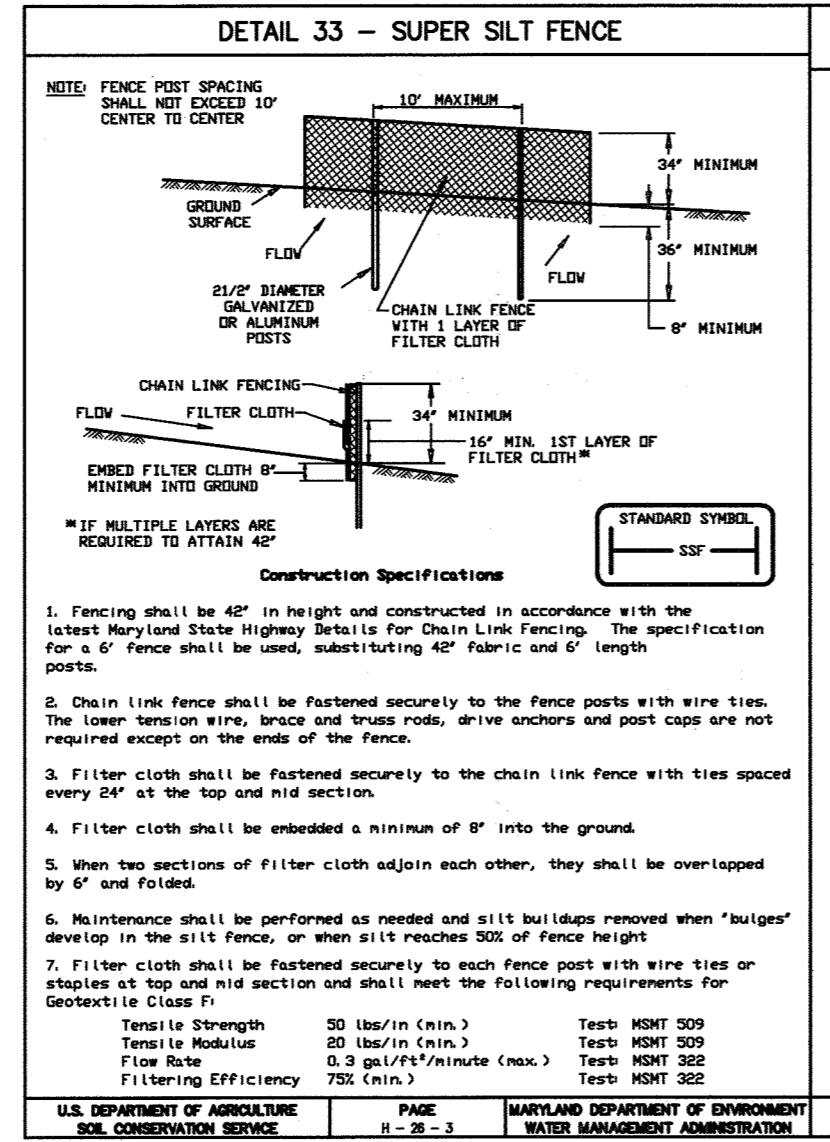 DETAIL 33 – SUPER SILT FENCE
NOTE: FENCE POST SPACING
SHALL NOT EXCEED 10'
CENTER TO CENTER
10' MAXIMUM
34" MINIMUM
GROUND
SURFACE
36" MINIMUM
FLOW
FLOW
21/2" DIAMETER
GALVANIZED
OR ALUMINUM
POSTS
CHAIN LINK FENCE
WITH 1 LAYER OF
FILTER CLOTH
8" MINIMUM
CHAIN LINK FENCING
FLOW
FILTER CLOTH
34" MINIMUM
16" MIN. 1ST LAYER OF
FILTER CLOTH*
EMBED FILTER CLOTH 8"
MINIMUM INTO GROUND
*IF MULTIPLE LAYERS ARE
REQUIRED TO ATTAIN 42"
STANDARD SYMBOL
SSF
Construction Specifications
1. Fencing shall be 42" in height and constructed in accordance with the
latest Maryland State Highway Details for Chain Link Fencing. The specification
for a 6' fence shall be used, substituting 42" fabric and 6' length
posts.
2. Chain link fence shall be fastened securely to the fence posts with wire ties.
The lower tension wire, brace and truss rods, drive anchors and post caps are not
required except on the ends of the fence.
3. Filter cloth shall be fastened securely to the chain link fence with ties spaced
every 24" at the top and mid section.
4. Filter cloth shall be embedded a minimum of 8" into the ground.
5. When two sections of filter cloth adjoin each other, they shall be overlapped
by 6" and folded.
6. Maintenance shall be performed as needed and silt buildups removed when "bulges"
develop in the silt fence, or when silt reaches 50% of fence height
7. Filter cloth shall be fastened securely to each fence post with wire ties or
staples at top and mid section and shall meet the following requirements for
Geotextile Class F:
Tensile Strength 50 lbs/in (min.) Test: MSMT 509
Tensile Modulus 20 lbs/in (min.) Test: MSMT 509
Flow Rate 0.3 gal/ft²/minute (max.) Test: MSMT 322
Filtering Efficiency 75% (min.) Test: MSMT 322
U.S. DEPARTMENT OF AGRICULTURE
SOIL CONSERVATION SERVICE
PAGE
H – 26 – 3
MARYLAND DEPARTMENT OF ENVIRONMENT
WATER MANAGEMENT ADMINISTRATION